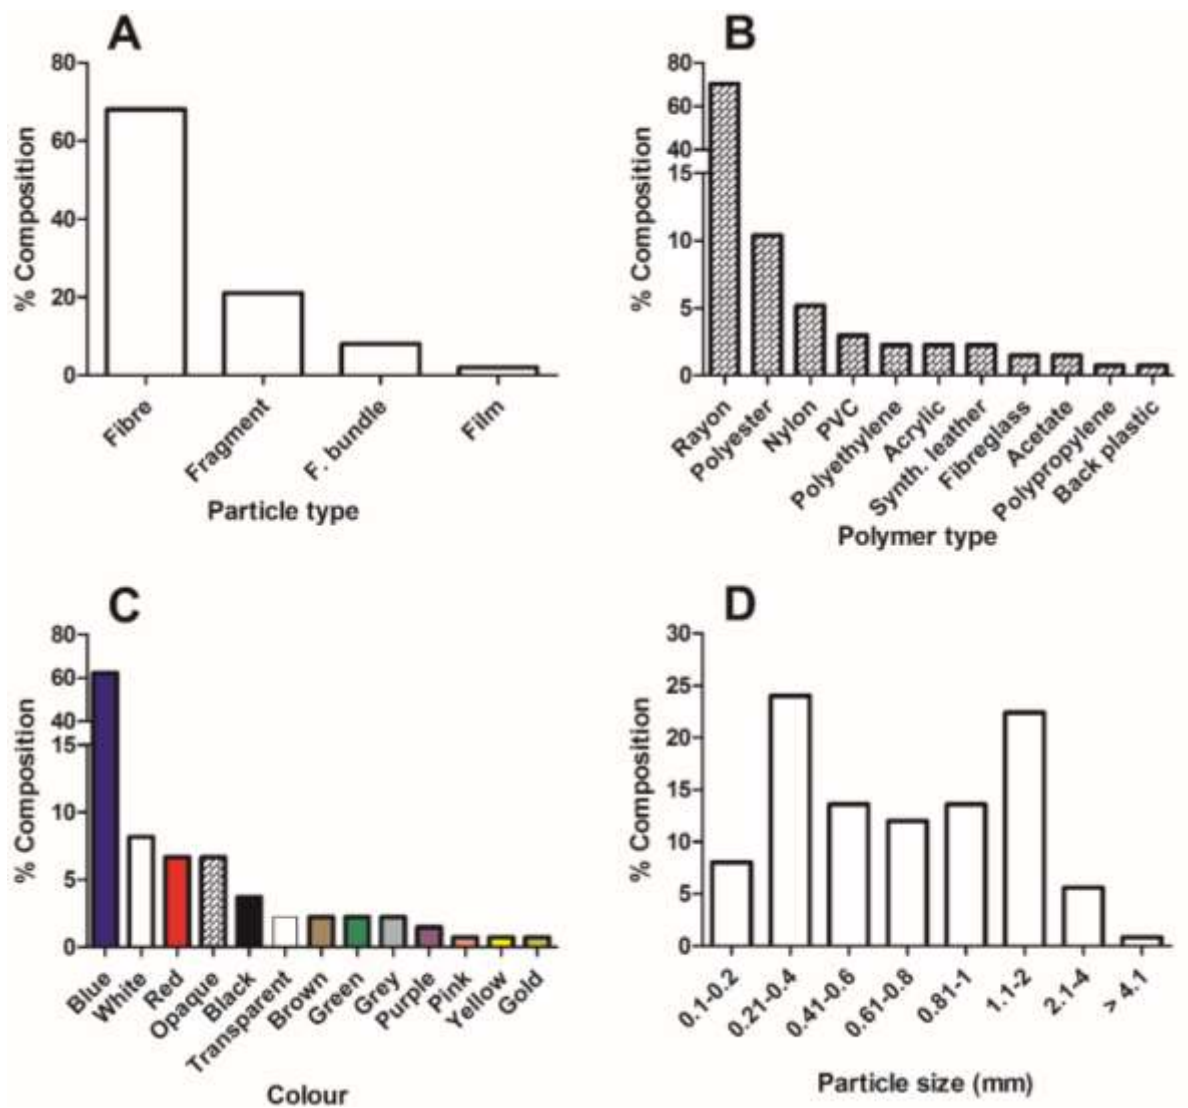 A
80
60
40
20
0
% Composition
Fibre
Fragment
F. bundle
Film
Particle type
B
80
60
40
15
10
5
0
% Composition
Rayon
Polyester
Nylon
PVC
Polyethylene
Acrylic
Synth. leather
Fibreglass
Acetate
Polypropylene
Back plastic
Polymer type
C
80
60
40
15
10
5
0
% Composition
Blue
White
Red
Opaque
Black
Transparent
Brown
Green
Grey
Purple
Pink
Yellow
Gold
Colour
D
30
25
20
15
10
5
0
% Composition
0.1-0.2
0.21-0.4
0.41-0.6
0.61-0.8
0.81-1
1.1-2
2.1-4
> 4.1
Particle size (mm)